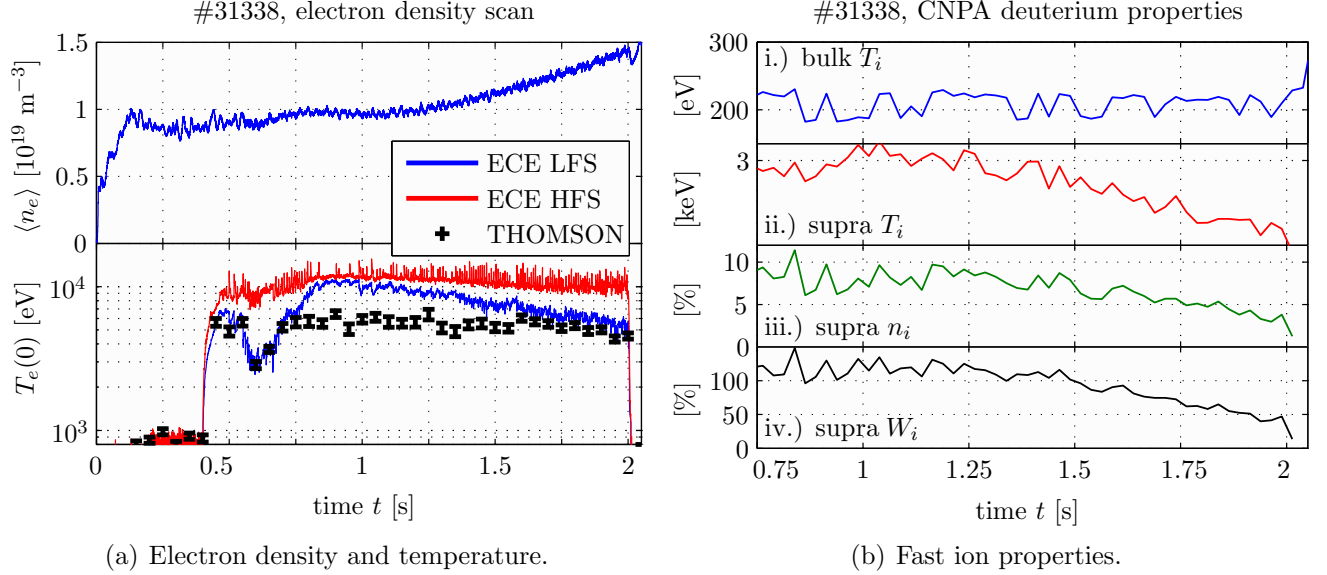 #31338, electron density scan
1.5
1
0.5
0
⟨n_e⟩ [10^19 m^−3]
ECE LFS
ECE HFS
THOMSON
10^4
10^3
T_e(0) [eV]
0 0.5 1 1.5 2
time t [s]
(a) Electron density and temperature.
#31338, CNPA deuterium properties
300
200
[eV]
i.) bulk T_i
3
[keV]
ii.) supra T_i
10
5
0
[%]
iii.) supra n_i
100
50
0
[%]
iv.) supra W_i
0.75 1 1.25 1.5 1.75 2
time t [s]
(b) Fast ion properties.